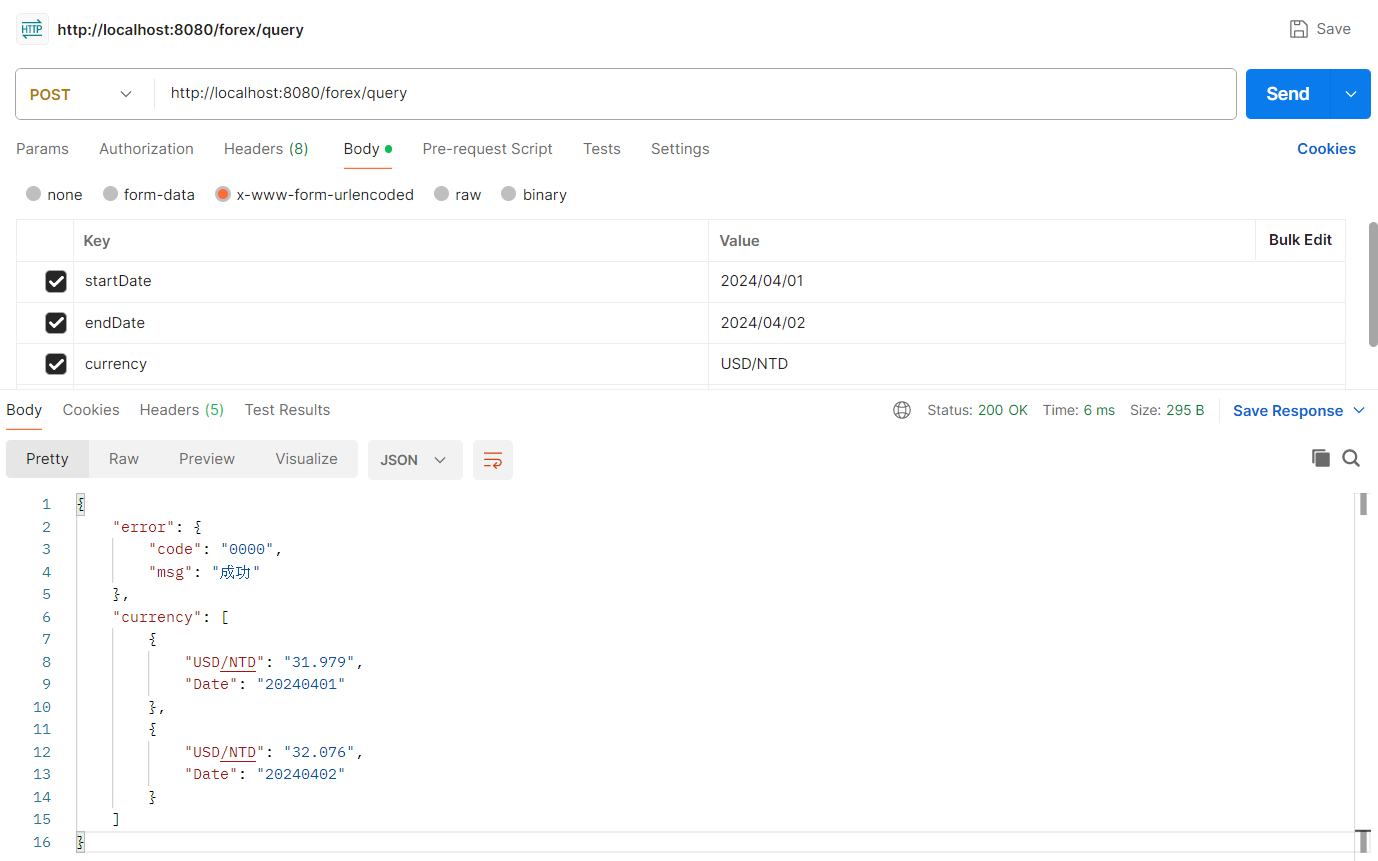 HTTP http://localhost:8080/forex/query Save
POST http://localhost:8080/forex/query Send
Params Authorization Headers (8) Body Pre-request Script Tests Settings Cookies
none form-data x-www-form-urlencoded raw binary
Key Value Bulk Edit
startDate 2024/04/01
endDate 2024/04/02
currency USD/NTD
Body Cookies Headers (5) Test Results Status: 200 OK Time: 6 ms Size: 295 B Save Response
Pretty Raw Preview Visualize JSON
1 {
2 "error": {
3 "code": "0000",
4 "msg": "成功"
5 },
6 "currency": [
7 {
8 "USD/NTD": "31.979",
9 "Date": "20240401"
10 },
11 {
12 "USD/NTD": "32.076",
13 "Date": "20240402"
14 }
15 ]
16 }